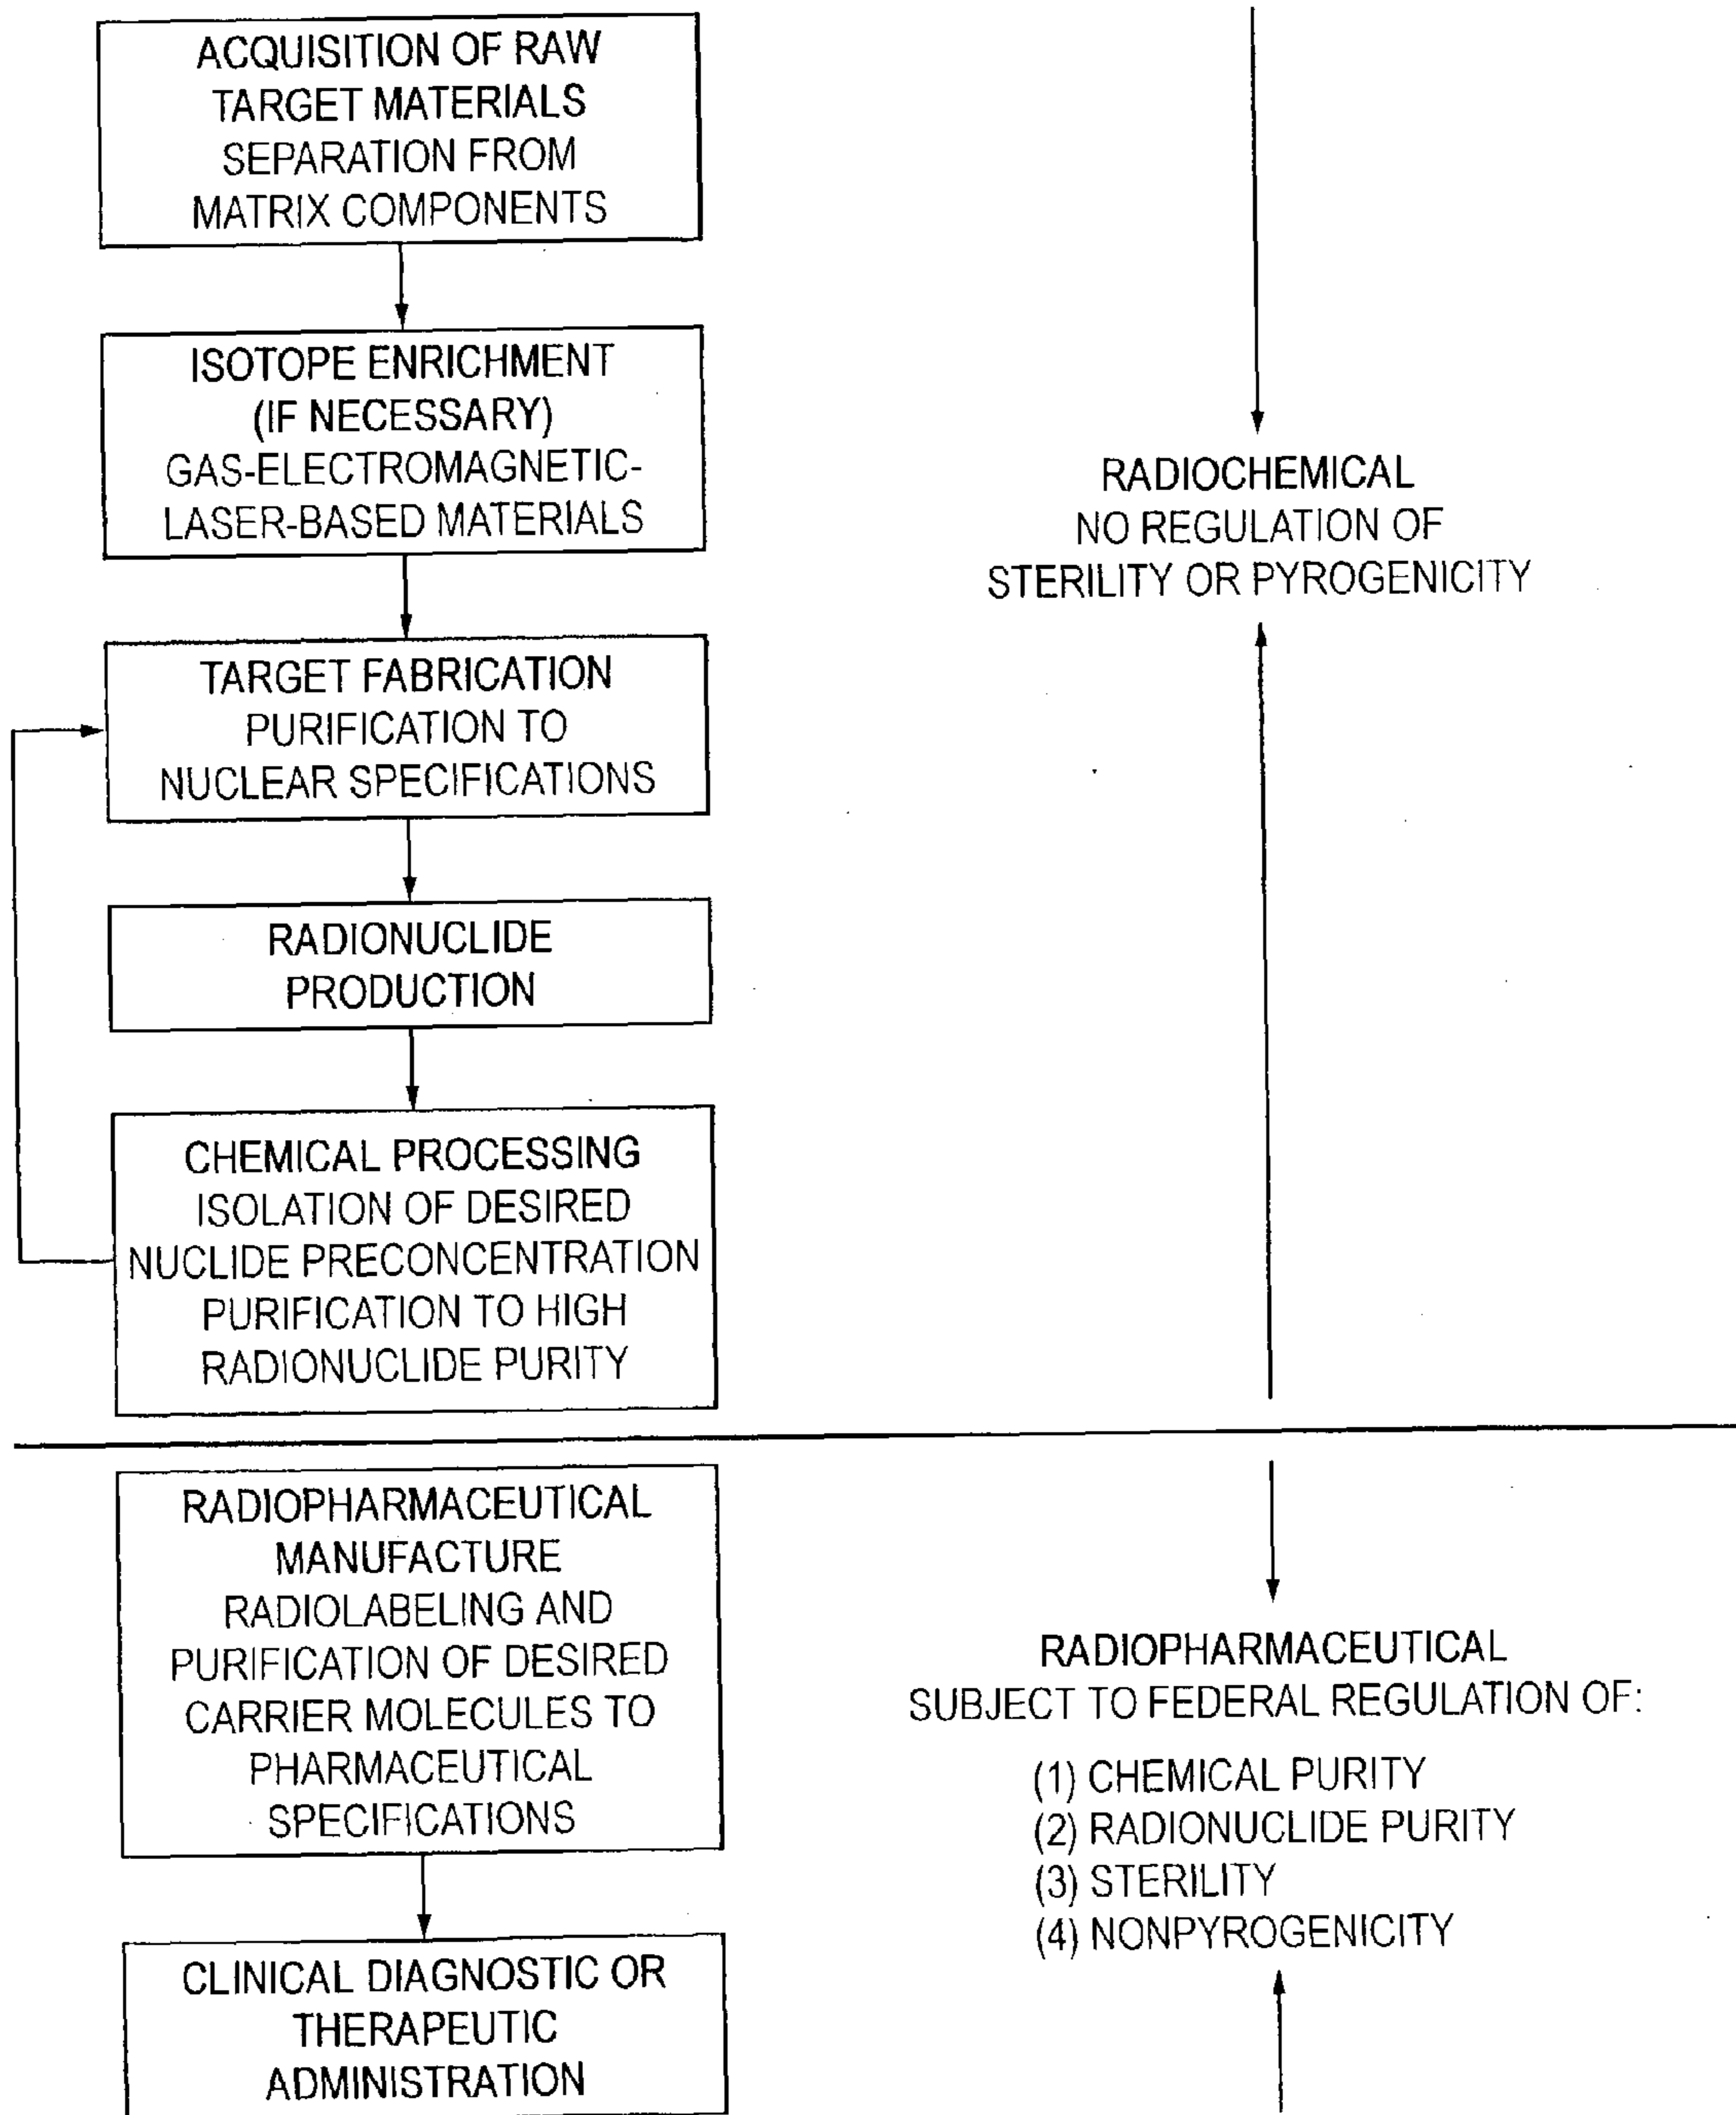 ACQUISITION OF RAW
TARGET MATERIALS
SEPARATION FROM
MATRIX COMPONENTS
ISOTOPE ENRICHMENT
(IF NECESSARY)
GAS-ELECTROMAGNETIC-
LASER-BASED MATERIALS
RADIOCHEMICAL
NO REGULATION OF
STERILITY OR PYROGENICITY
TARGET FABRICATION
PURIFICATION TO
NUCLEAR SPECIFICATIONS
RADIONUCLIDE
PRODUCTION
CHEMICAL PROCESSING
ISOLATION OF DESIRED
NUCLIDE PRECONCENTRATION
PURIFICATION TO HIGH
RADIONUCLIDE PURITY
RADIOPHARMACEUTICAL
MANUFACTURE
RADIOLABELING AND
PURIFICATION OF DESIRED
CARRIER MOLECULES TO
PHARMACEUTICAL
SPECIFICATIONS
RADIOPHARMACEUTICAL
SUBJECT TO FEDERAL REGULATION OF:
(1) CHEMICAL PURITY
(2) RADIONUCLIDE PURITY
(3) STERILITY
(4) NONPYROGENICITY
CLINICAL DIAGNOSTIC OR
THERAPEUTIC
ADMINISTRATION